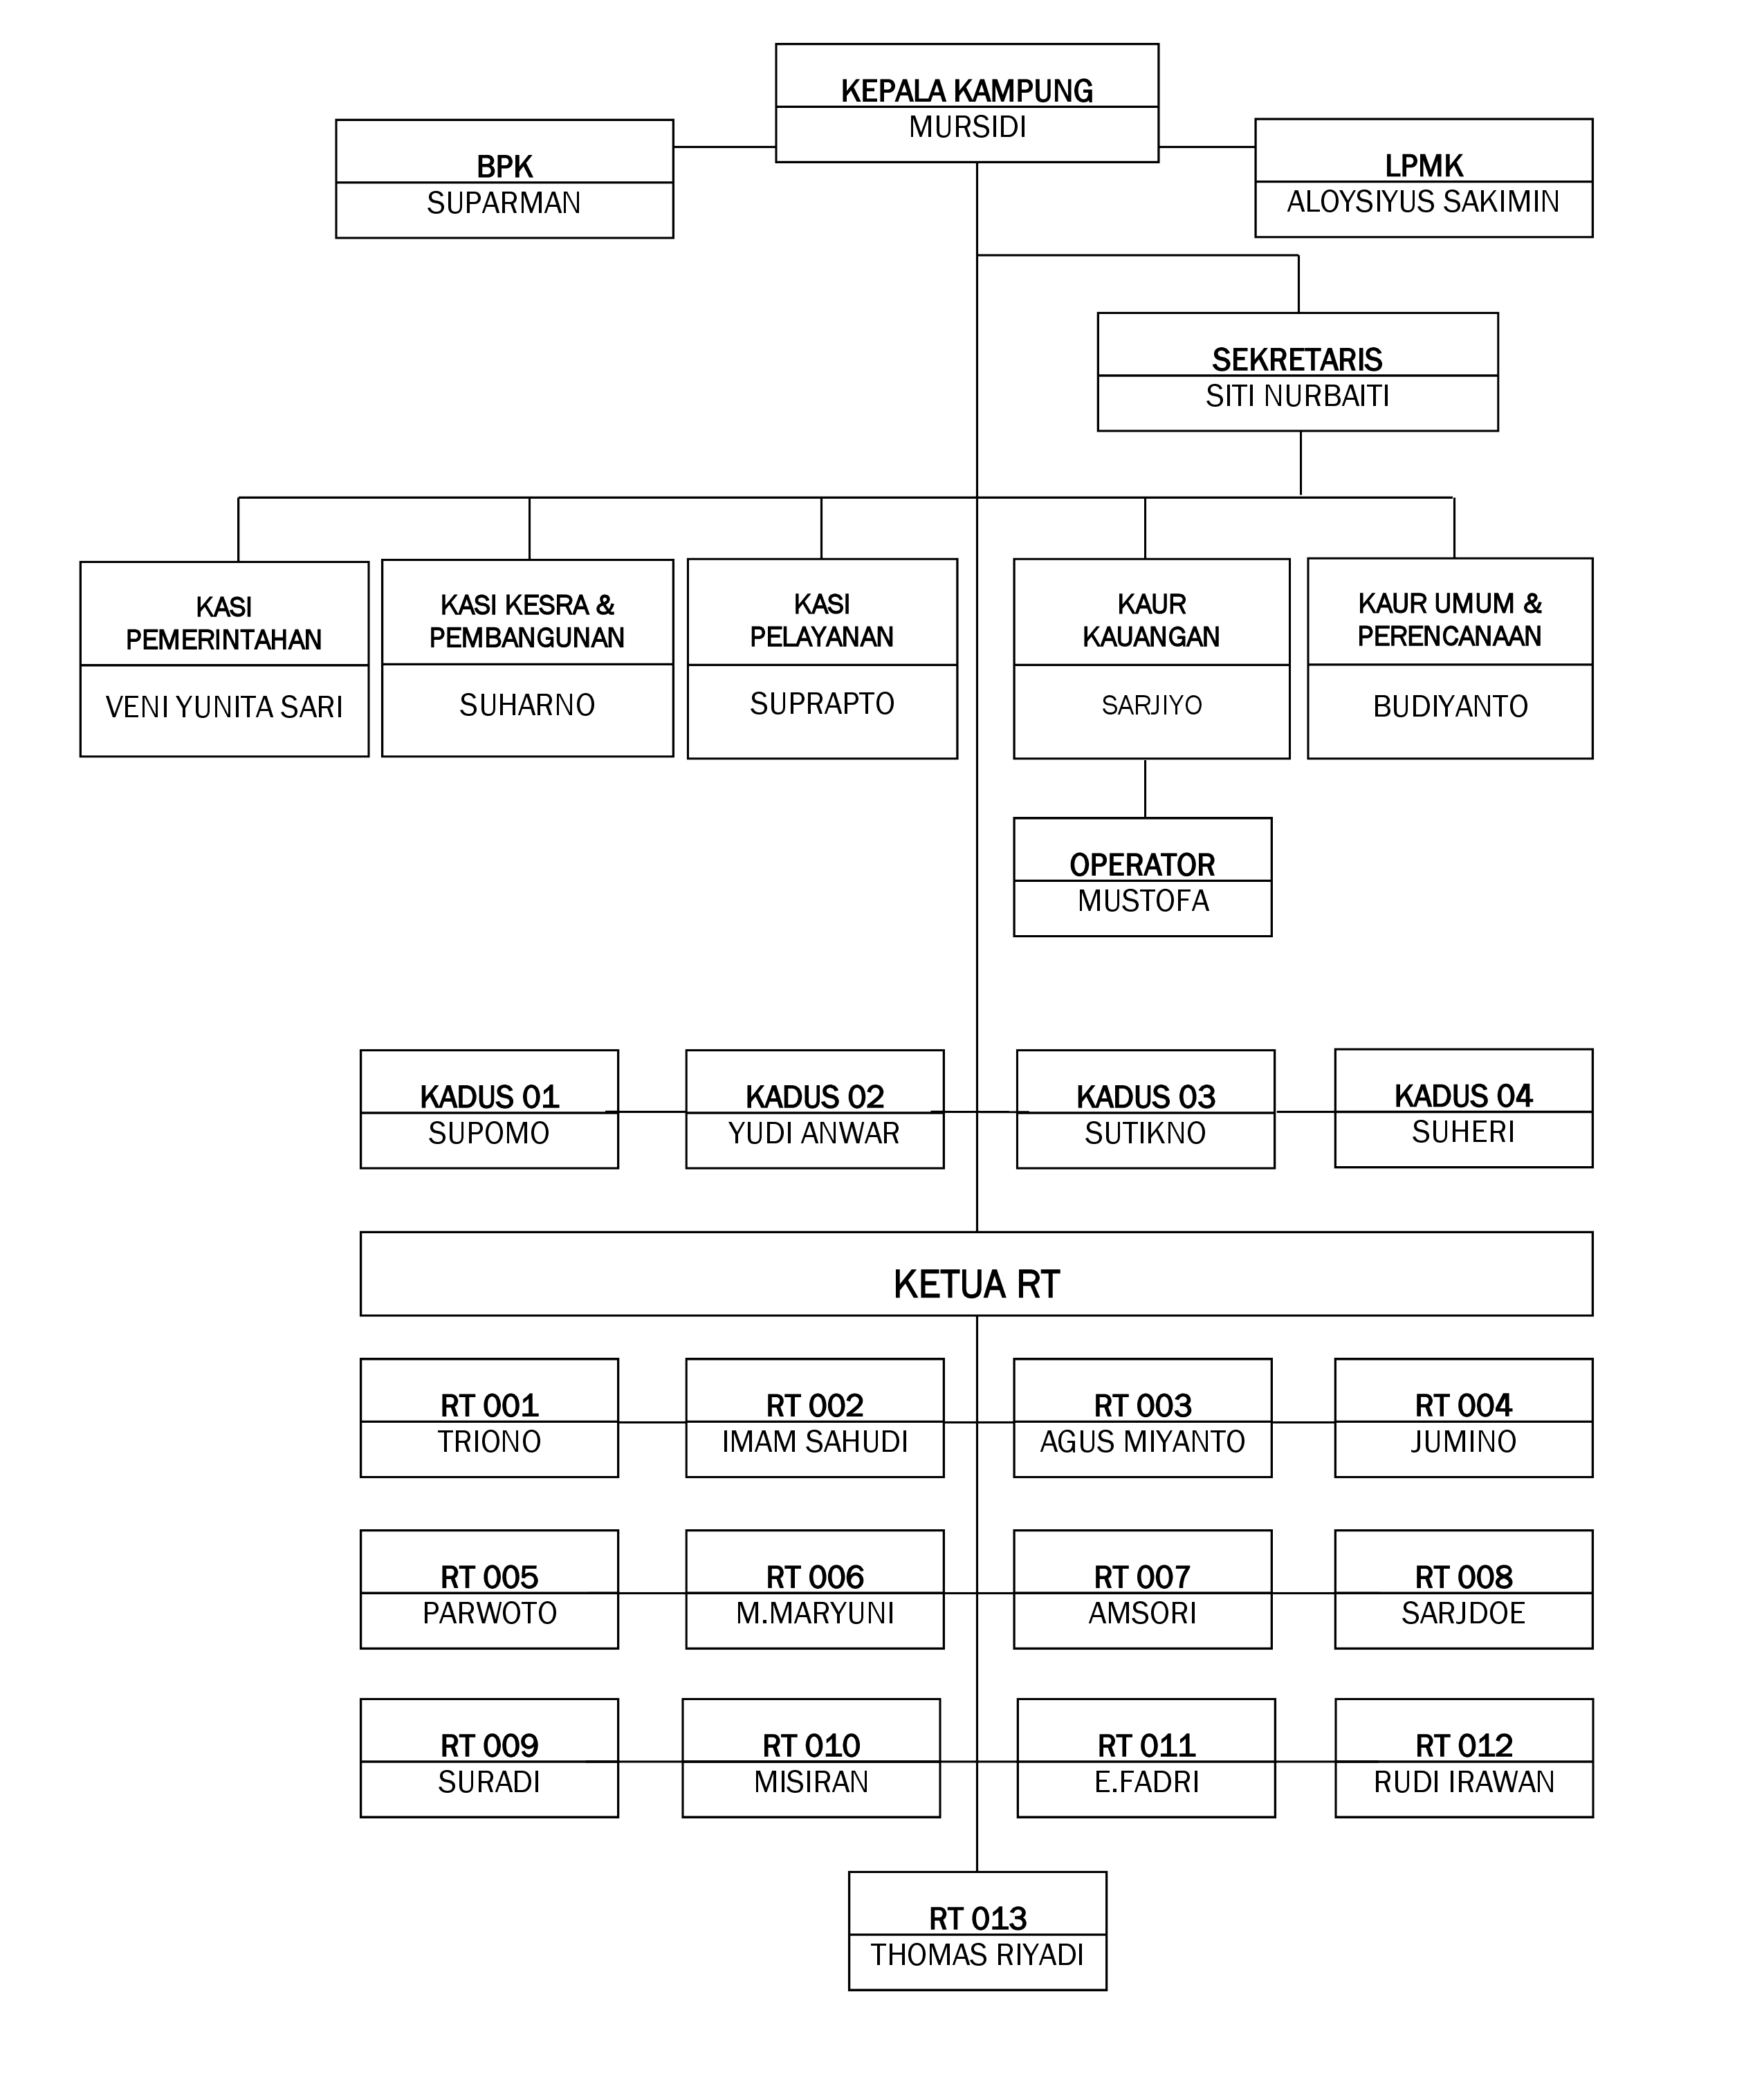 KEPALA KAMPUNG
MURSIDI
BPK
SUPARMAN
LPMK
ALOYSIYUS SAKIMIN
SEKRETARIS
SITI NURBAITI
KASI
PEMERINTAHAN
VENI YUNITA SARI
KASI KESRA &
PEMBANGUNAN
SUHARNO
KASI
PELAYANAN
SUPRAPTO
KAUR
KAUANGAN
SARJIYO
KAUR UMUM &
PERENCANAAN
BUDIYANTO
OPERATOR
MUSTOFA
KADUS 01
SUPOMO
KADUS 02
YUDI ANWAR
KADUS 03
SUTIKNO
KADUS 04
SUHERI
KETUA RT
RT 001
TRIONO
RT 002
IMAM SAHUDI
RT 003
AGUS MIYANTO
RT 004
JUMINO
RT 005
PARWOTO
RT 006
M.MARYUNI
RT 007
AMSORI
RT 008
SARJDOE
RT 009
SURADI
RT 010
MISIRAN
RT 011
E.FADRI
RT 012
RUDI IRAWAN
RT 013
THOMAS RIYADI